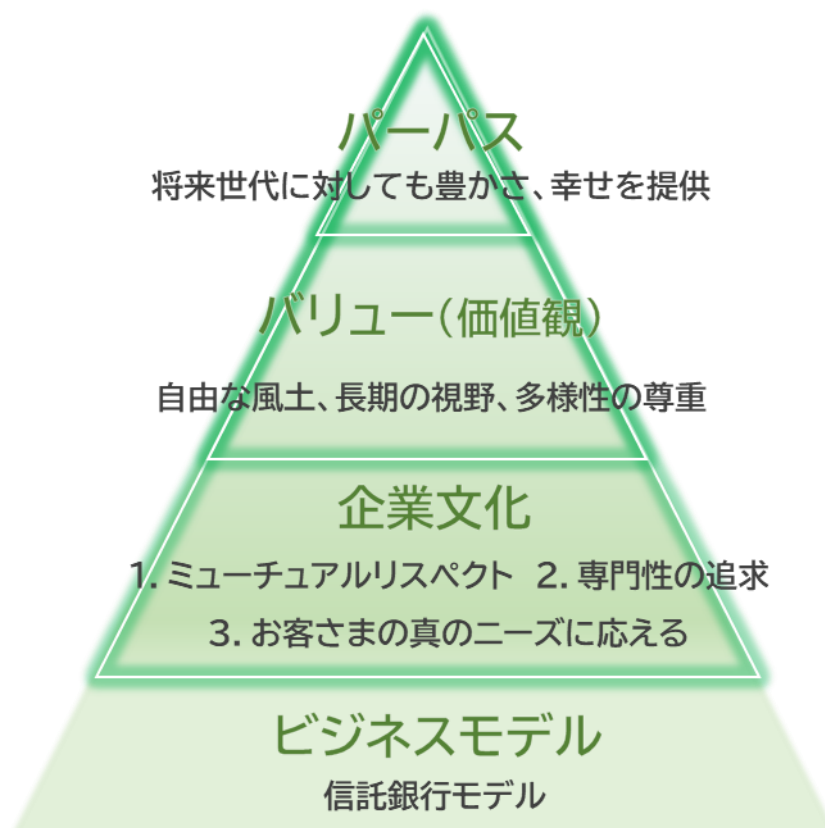 パーパス
将来世代に対しても豊かさ、幸せを提供
バリュー（価値観）
自由な風土、長期の視野、多様性の尊重
企業文化
1. ミューチュアルリスペクト 2. 専門性の追求
3. お客さまの真のニーズに応える
ビジネスモデル
信託銀行モデル